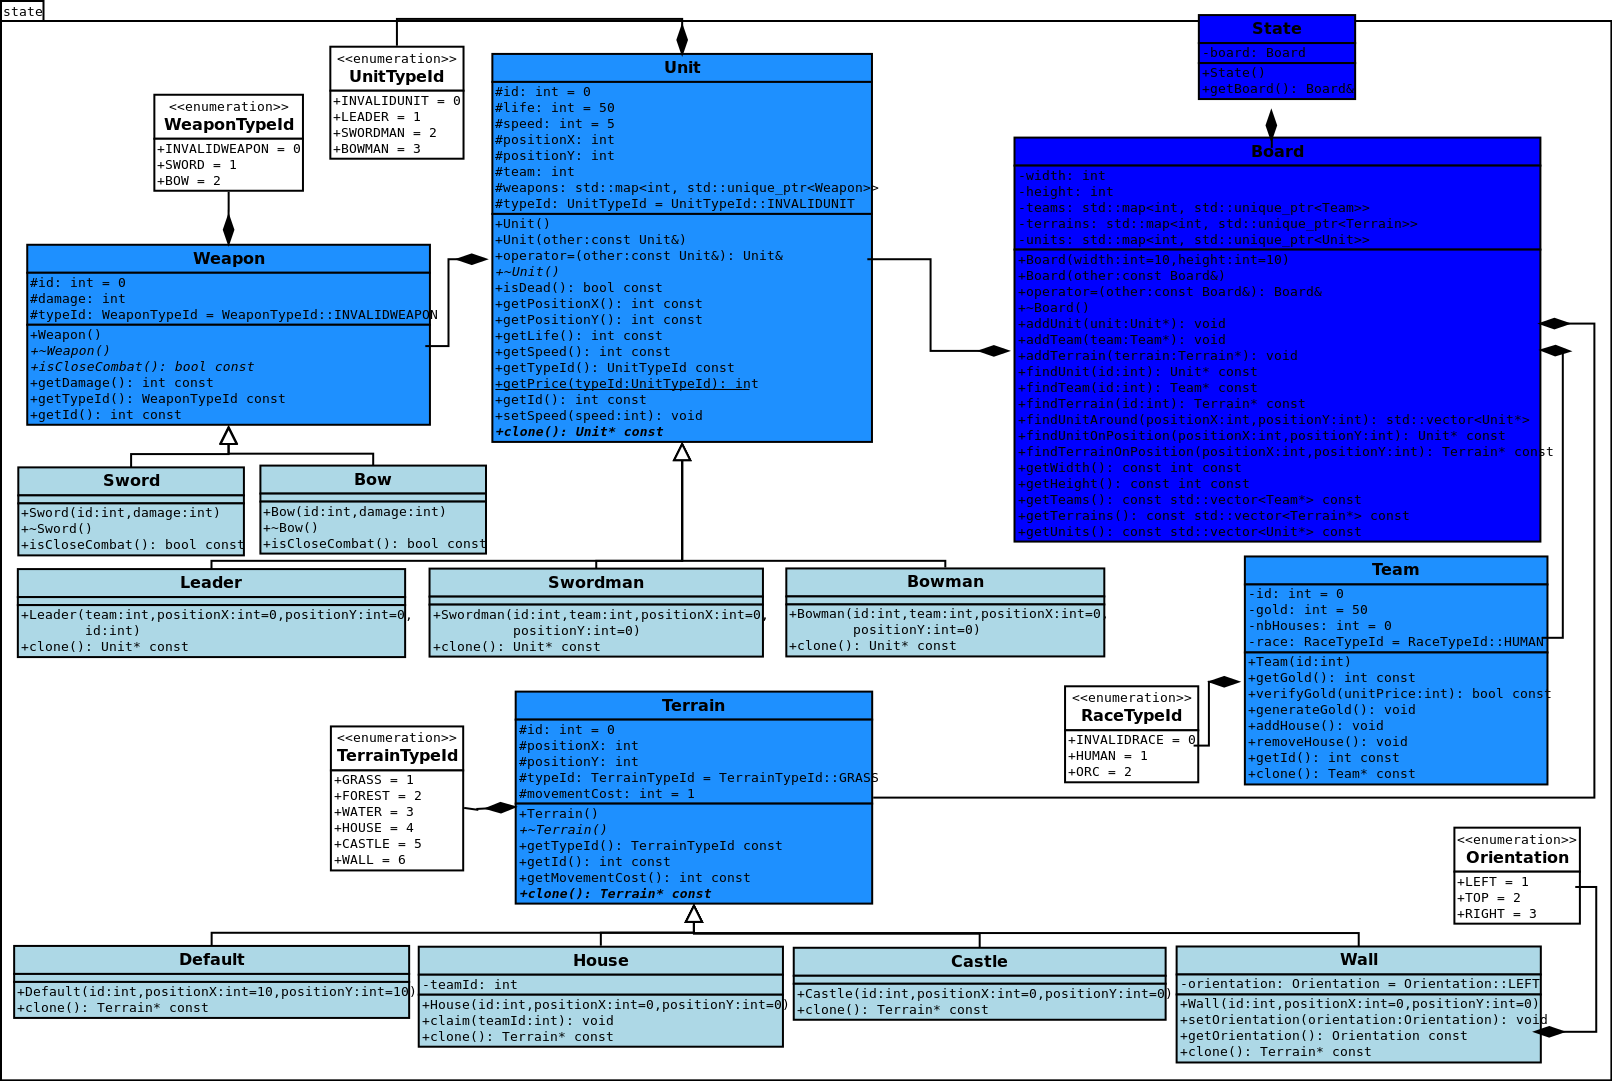 state
<<enumeration>>
UnitTypeId
+INVALIDUNIT = 0
+LEADER = 1
+SWORDMAN = 2
+BOWMAN = 3
<<enumeration>>
WeaponTypeId
+INVALIDWEAPON = 0
+SWORD = 1
+BOW = 2
Unit
#id: int = 0
#life: int = 50
#speed: int = 5
#positionX: int
#positionY: int
#team: int
#weapons: std::map<int, std::unique_ptr<Weapon>>
#typeId: UnitTypeId = UnitTypeId::INVALIDUNIT
+Unit()
+Unit(other:const Unit&)
+operator=(other:const Unit&): Unit&
+~Unit()
+isDead(): bool const
+getPositionX(): int const
+getPositionY(): int const
+getLife(): int const
+getSpeed(): int const
+getTypeId(): UnitTypeId const
+getPrice(typeId:UnitTypeId): int
+getId(): int const
+setSpeed(speed:int): void
+clone(): Unit* const
State
-board: Board
+State()
+getBoard(): Board&
Board
-width: int
-height: int
-teams: std::map<int, std::unique_ptr<Team>>
-terrains: std::map<int, std::unique_ptr<Terrain>>
-units: std::map<int, std::unique_ptr<Unit>>
+Board(width:int=10,height:int=10)
+Board(other:const Board&)
+operator=(other:const Board&): Board&
+~Board()
+addUnit(unit:Unit*): void
+addTeam(team:Team*): void
+addTerrain(terrain:Terrain*): void
+findUnit(id:int): Unit* const
+findTeam(id:int): Team* const
+findTerrain(id:int): Terrain* const
+findUnitAround(positionX:int,positionY:int): std::vector<Unit*>
+findUnitOnPosition(positionX:int,positionY:int): Unit* const
+findTerrainOnPosition(positionX:int,positionY:int): Terrain* const
+getWidth(): const int const
+getHeight(): const int const
+getTeams(): const std::vector<Team*> const
+getTerrains(): const std::vector<Terrain*> const
+getUnits(): const std::vector<Unit*> const
Weapon
#id: int = 0
#damage: int
#typeId: WeaponTypeId = WeaponTypeId::INVALIDWEAPON
+Weapon()
+~Weapon()
+isCloseCombat(): bool const
+getDamage(): int const
+getTypeId(): WeaponTypeId const
+getId(): int const
Sword
+Sword(id:int,damage:int)
+~Sword()
+isCloseCombat(): bool const
Bow
+Bow(id:int,damage:int)
+~Bow()
+isCloseCombat(): bool const
Leader
+Leader(team:int,positionX:int=0,positionY:int=0,
id:int)
+clone(): Unit* const
Swordman
+Swordman(id:int,team:int,positionX:int=0,
positionY:int=0)
+clone(): Unit* const
Bowman
+Bowman(id:int,team:int,positionX:int=0,
positionY:int=0)
+clone(): Unit* const
Team
-id: int = 0
-gold: int = 50
-nbHouses: int = 0
-race: RaceTypeId = RaceTypeId::HUMAN
+Team(id:int)
+getGold(): int const
+verifyGold(unitPrice:int): bool const
+generateGold(): void
+addHouse(): void
+removeHouse(): void
+getId(): int const
+clone(): Team* const
<<enumeration>>
RaceTypeId
+INVALIDRACE = 0
+HUMAN = 1
+ORC = 2
<<enumeration>>
TerrainTypeId
+GRASS = 1
+FOREST = 2
+WATER = 3
+HOUSE = 4
+CASTLE = 5
+WALL = 6
Terrain
#id: int = 0
#positionX: int
#positionY: int
#typeId: TerrainTypeId = TerrainTypeId::GRASS
#movementCost: int = 1
+Terrain()
+~Terrain()
+getTypeId(): TerrainTypeId const
+getId(): int const
+getMovementCost(): int const
+clone(): Terrain* const
<<enumeration>>
Orientation
+LEFT = 1
+TOP = 2
+RIGHT = 3
Default
+Default(id:int,positionX:int=10,positionY:int=10)
+clone(): Terrain* const
House
-teamId: int
+House(id:int,positionX:int=0,positionY:int=0)
+claim(teamId:int): void
+clone(): Terrain* const
Castle
+Castle(id:int,positionX:int=0,positionY:int=0)
+clone(): Terrain* const
Wall
-orientation: Orientation = Orientation::LEFT
+Wall(id:int,positionX:int=0,positionY:int=0)
+setOrientation(orientation:Orientation): void
+getOrientation(): Orientation const
+clone(): Terrain* const